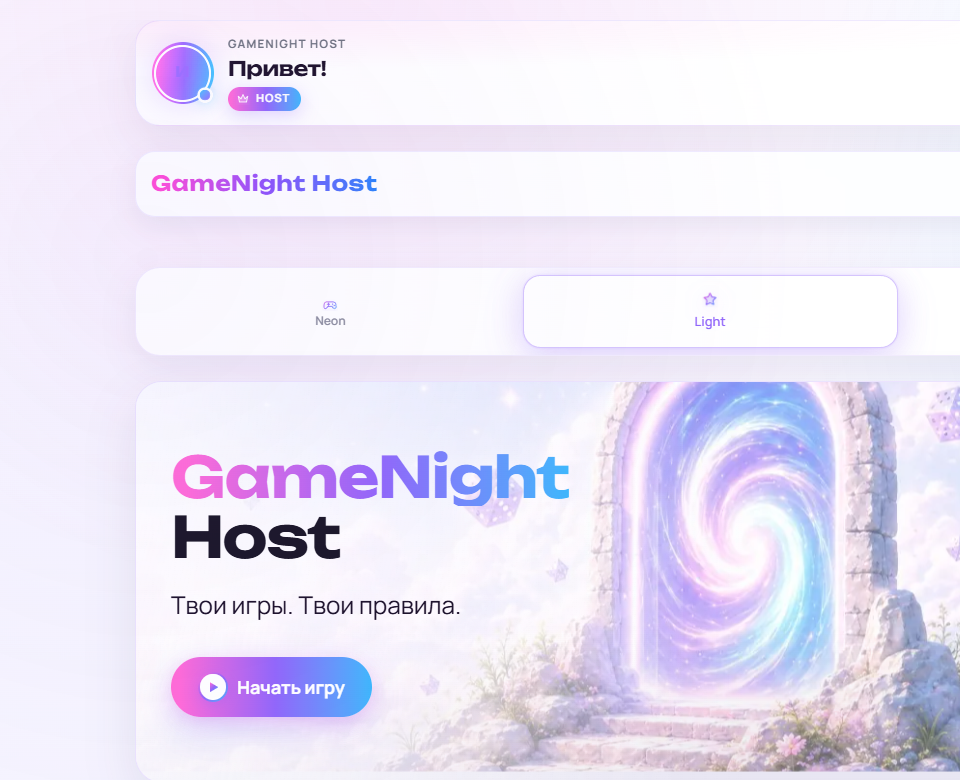 GAMENIGHT HOST
Привет!
HOST
GameNight Host
Neon
Light
GameNight
Host
Твои игры. Твои правила.
Начать игру